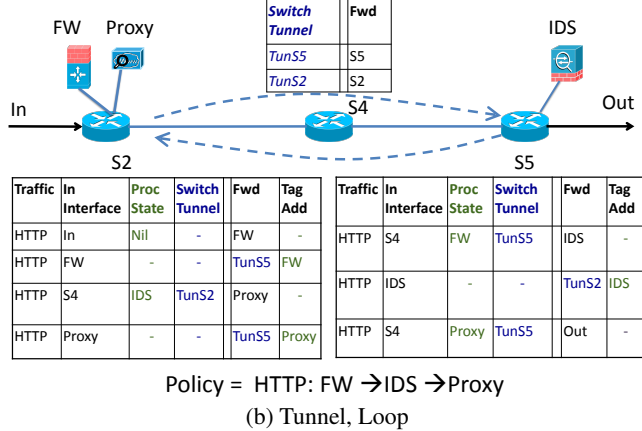 FW Proxy
Switch Tunnel Fwd
TunS5 S5
TunS2 S2
IDS
In
S4
Out
S2
S5
Traffic In Interface Proc State Switch Tunnel Fwd Tag Add
HTTP In Nil - FW -
HTTP FW - - TunS5 FW
HTTP S4 IDS TunS2 Proxy -
HTTP Proxy - - TunS5 Proxy
Traffic In Interface Proc State Switch Tunnel Fwd Tag Add
HTTP S4 FW TunS5 IDS -
HTTP IDS - - TunS2 IDS
HTTP S4 Proxy TunS5 Out -
Policy = HTTP: FW → IDS → Proxy
(b) Tunnel, Loop